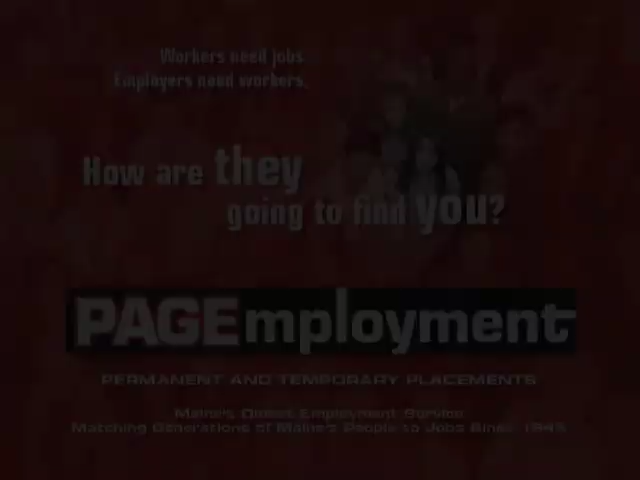 Workers need jobs.
Employers need workers.
How are they
going to find you?
PAGEmployment
PERMANENT AND TEMPORARY PLACEMENTS
Maine's Oldest Employment Service
Matching Generations of Maine's People to Jobs Since